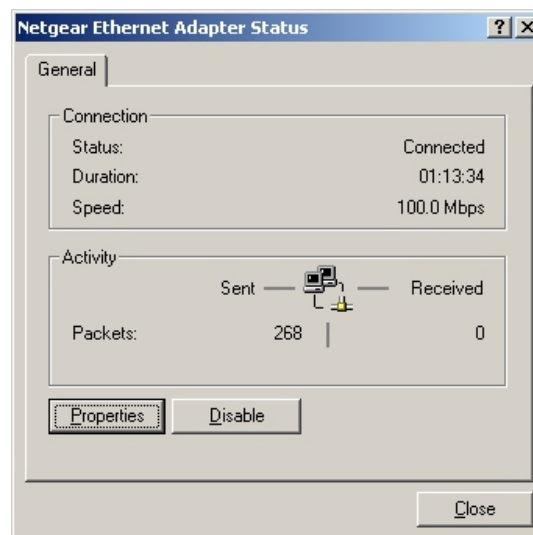 Netgear Ethernet Adapter Status
General
Connection
Status: Connected
Duration: 01:13:34
Speed: 100.0 Mbps
Activity
Sent Received
Packets: 268 0
Properties Disable
Close